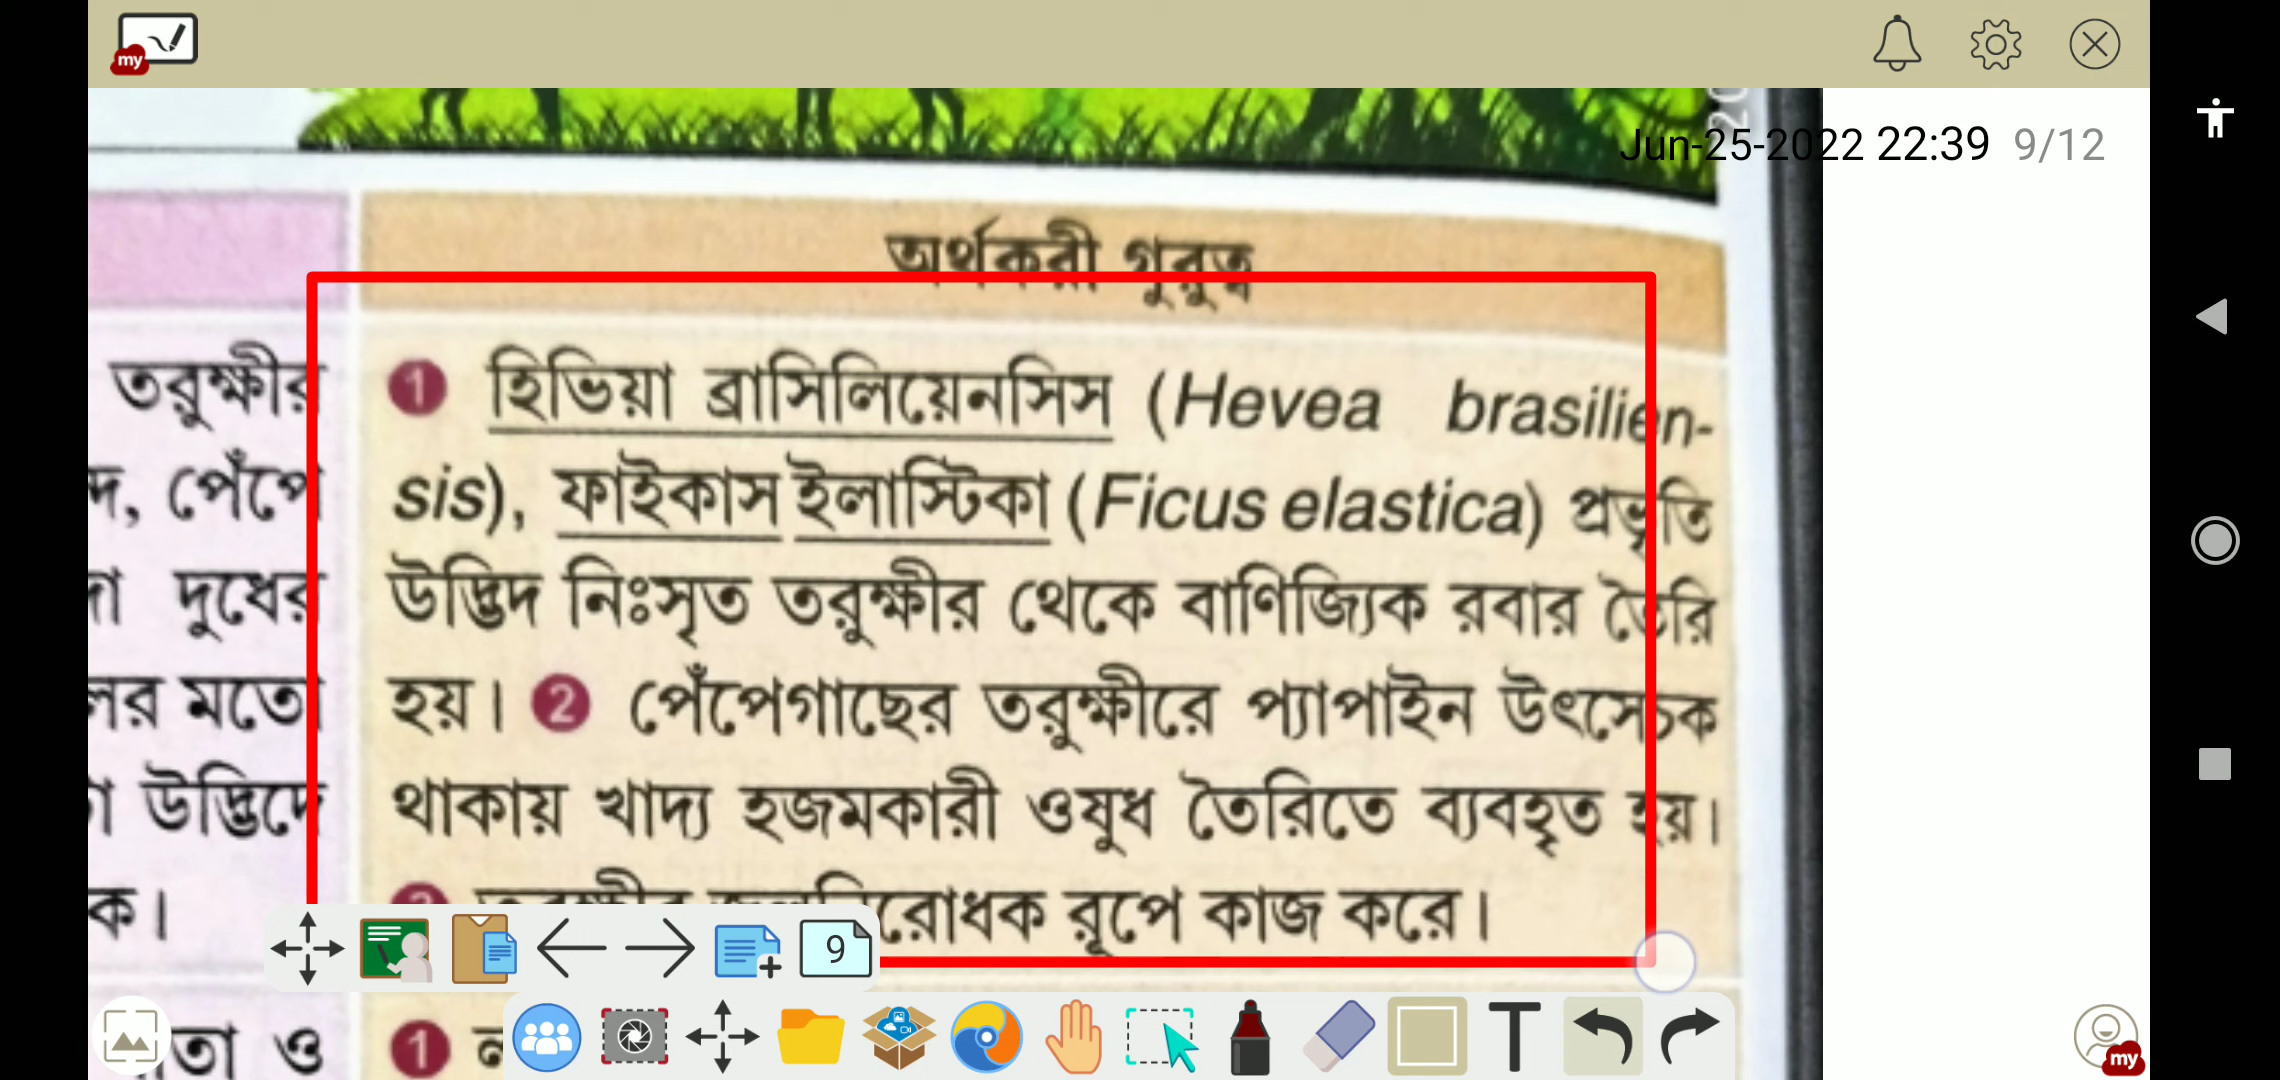 my
Jun-25-2022 22:39 9/12
অর্থকরী গুরুত্ব
তরুক্ষীর
, পেঁপে
দুধের
মতো
উদ্ভিদে
ক।
ও
1 হিভিয়া ব্রাসিলিয়েনসিস (Hevea brasilien-
sis), ফাইকাস ইলাস্টিকা (Ficus elastica) প্রভৃতি
উদ্ভিদ নিঃসৃত তরুক্ষীর থেকে বাণিজ্যিক রবার তৈরি
হয়। 2 পেঁপেগাছের তরুক্ষীরে প্যাপাইন উৎসেচক
থাকায় খাদ্য হজমকারী ওষুধ তৈরিতে ব্যবহৃত হয়।
রূপে কাজ করে।
1
9
T
my